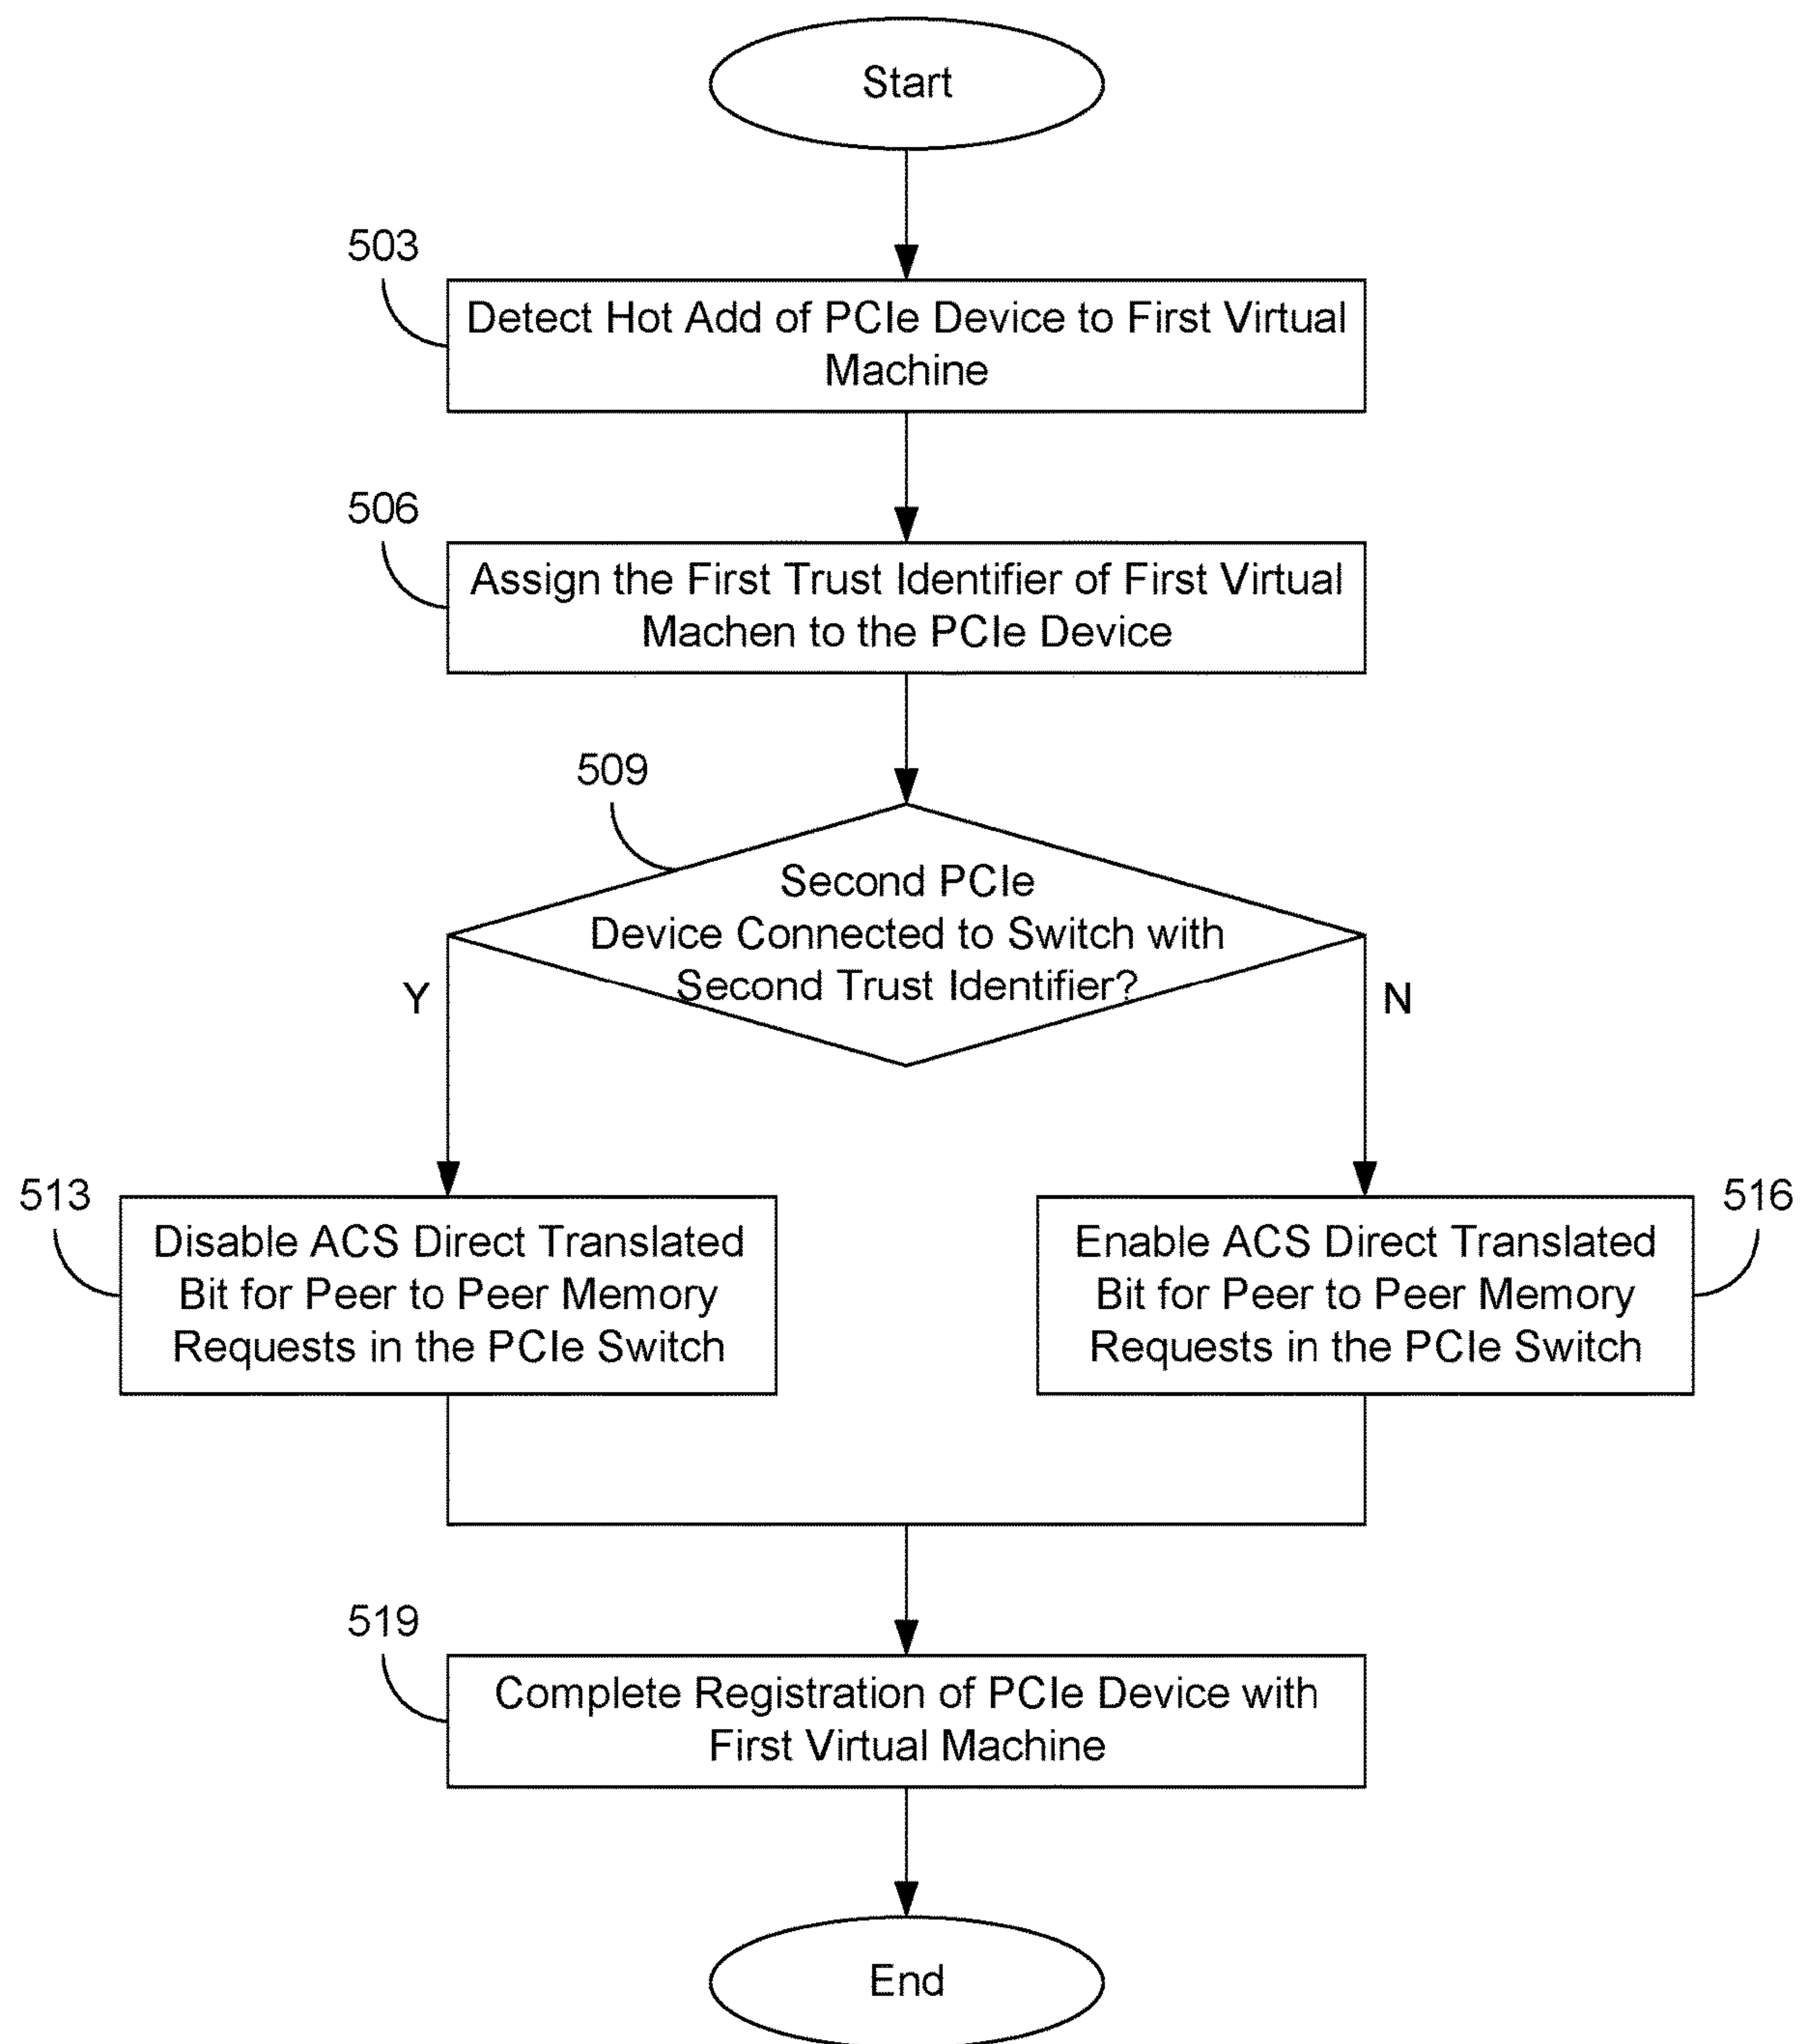 Start
503
Detect Hot Add of PCIe Device to First Virtual
Machine
506
Assign the First Trust Identifier of First Virtual
Machen to the PCIe Device
509
Second PCIe
Device Connected to Switch with
Second Trust Identifier?
Y
N
513
Disable ACS Direct Translated
Bit for Peer to Peer Memory
Requests in the PCIe Switch
516
Enable ACS Direct Translated
Bit for Peer to Peer Memory
Requests in the PCIe Switch
519
Complete Registration of PCIe Device with
First Virtual Machine
End